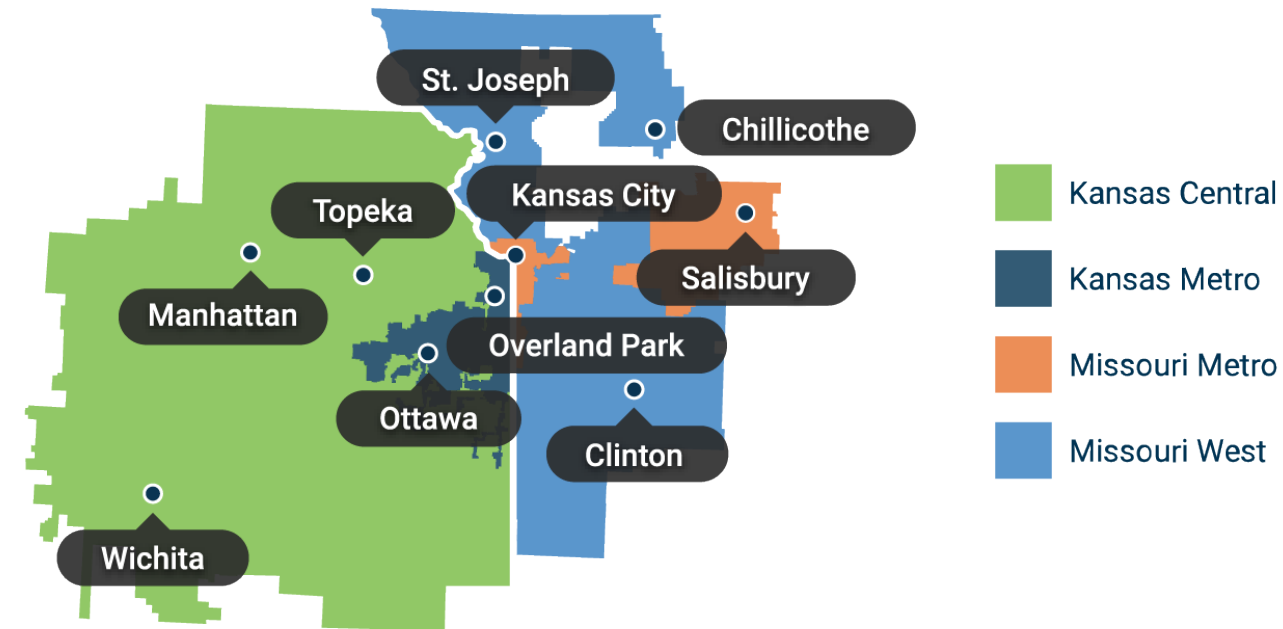 St. Joseph
Chillicothe
Kansas City
Topeka
Salisbury
Manhattan
Overland Park
Ottawa
Clinton
Wichita
Kansas Central
Kansas Metro
Missouri Metro
Missouri West